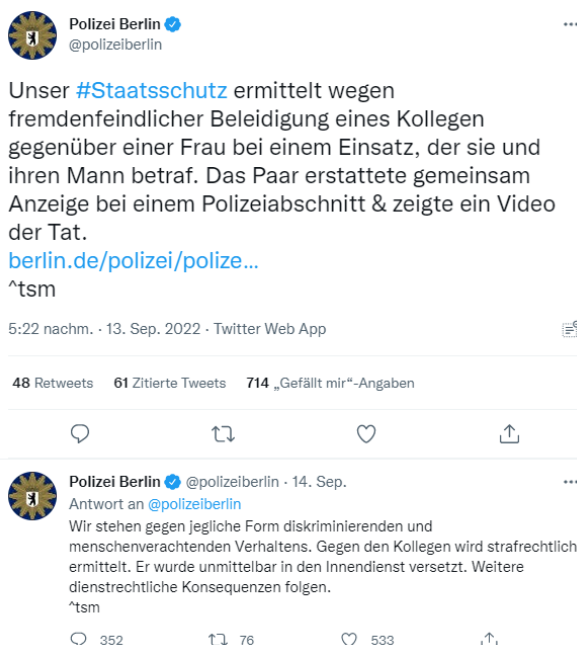 Polizei Berlin
@polizeiberlin
Unser #Staatsschutz ermittelt wegen
fremdenfeindlicher Beleidigung eines Kollegen
gegenüber einer Frau bei einem Einsatz, der sie und
ihren Mann betraf. Das Paar erstattete gemeinsam
Anzeige bei einem Polizeiabschnitt & zeigte ein Video
der Tat.
berlin.de/polizei/polize…
^tsm
5:22 nachm. · 13. Sep. 2022 · Twitter Web App
48 Retweets 61 Zitierte Tweets 714 „Gefällt mir“-Angaben
Polizei Berlin @polizeiberlin · 14. Sep.
Antwort an @polizeiberlin
Wir stehen gegen jegliche Form diskriminierenden und
menschenverachtenden Verhaltens. Gegen den Kollegen wird strafrechtlich
ermittelt. Er wurde unmittelbar in den Innendienst versetzt. Weitere
dienstrechtliche Konsequenzen folgen.
^tsm
352 76 533